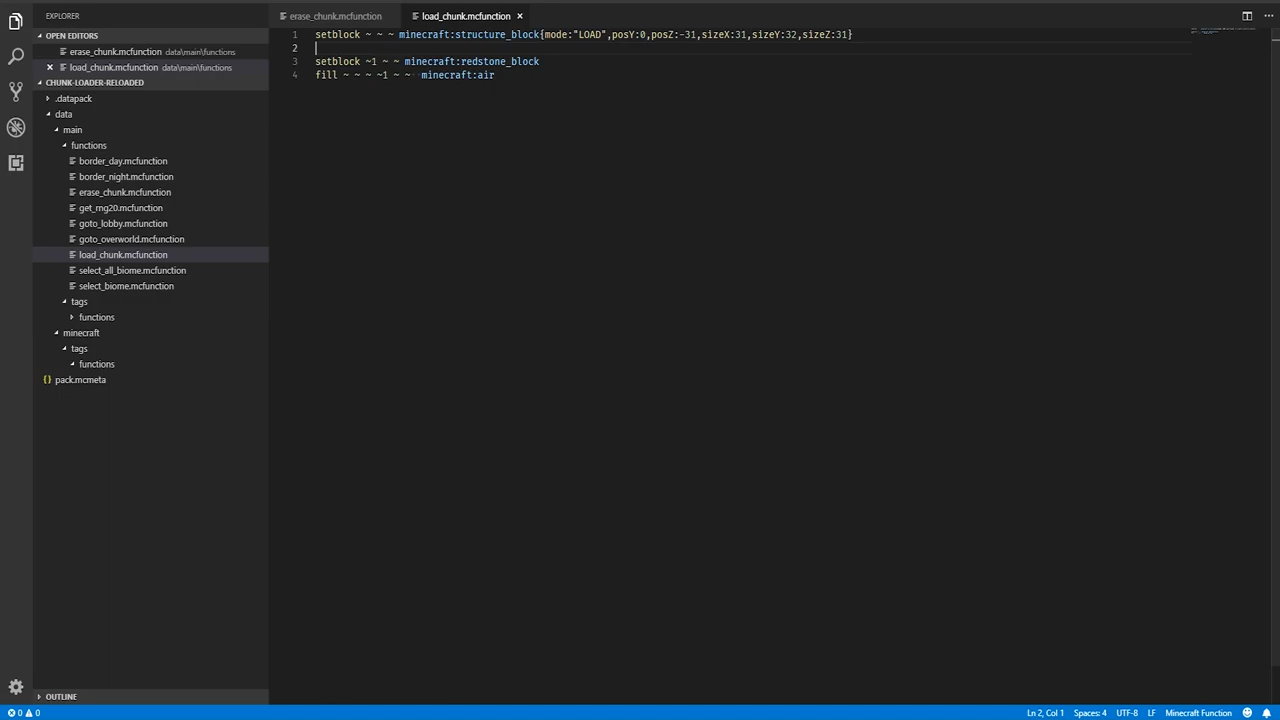 EXPLORER
OPEN EDITORS
erase_chunk.mcfunction data\main\functions
load_chunk.mcfunction data\main\functions
CHUNK-LOADER-RELOADED
.datapack
data
main
functions
border_day.mcfunction
border_night.mcfunction
erase_chunk.mcfunction
get_rng20.mcfunction
goto_lobby.mcfunction
goto_overworld.mcfunction
load_chunk.mcfunction
select_all_biome.mcfunction
select_biome.mcfunction
tags
functions
minecraft
tags
functions
pack.mcmeta
OUTLINE
erase_chunk.mcfunction load_chunk.mcfunction
1 setblock ~ ~ ~ minecraft:structure_block{mode:"LOAD",posY:0,posZ:-31,sizeX:31,sizeY:32,sizeZ:31}
2
3 setblock ~1 ~ ~ minecraft:redstone_block
4 fill ~ ~ ~ ~1 ~ ~ minecraft:air
0 0 Ln 2, Col 1 Spaces: 4 UTF-8 LF Minecraft Function